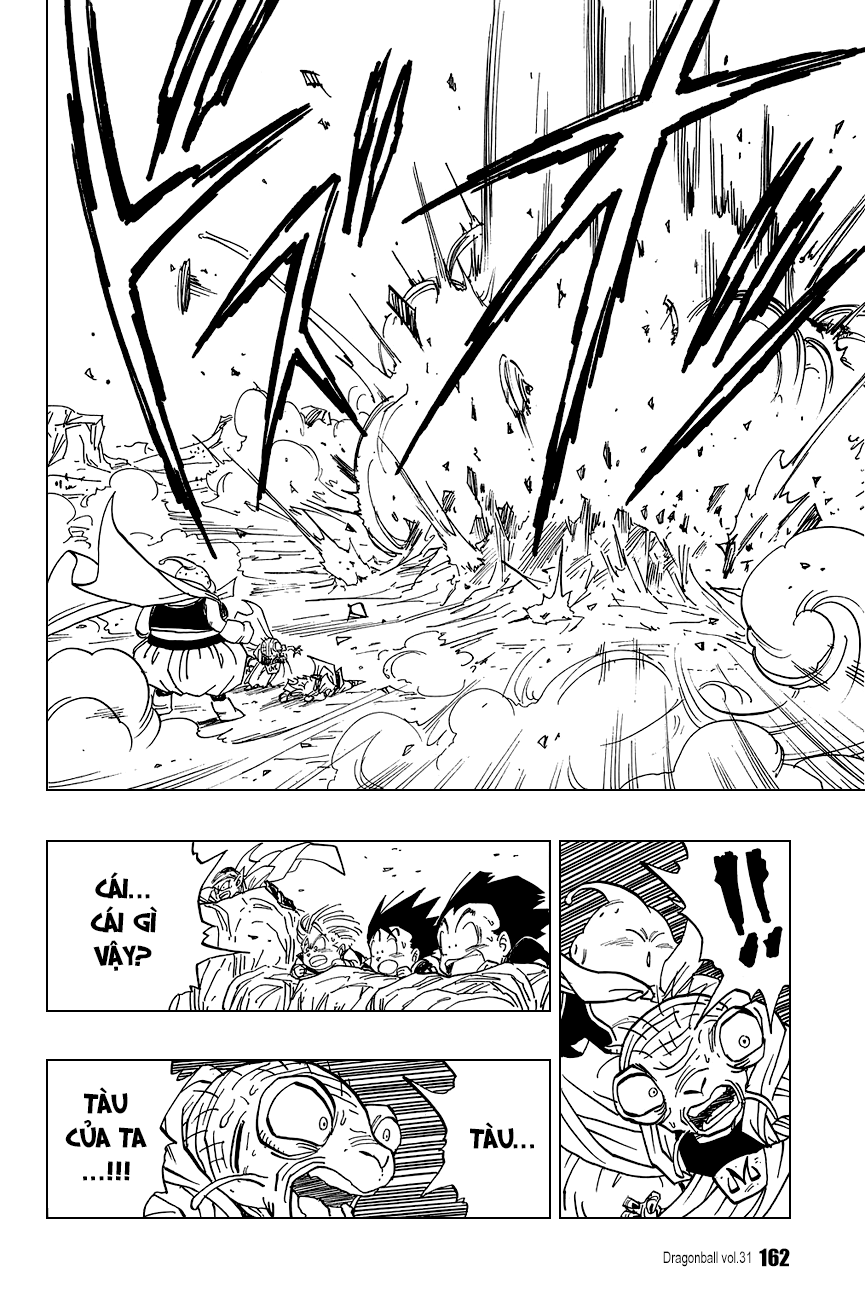 !!
CÁI...
CÁI GÌ
VẬY?
TÀU...
TÀU
CỦA TA
...!!!
M
Dragonball vol.31 162